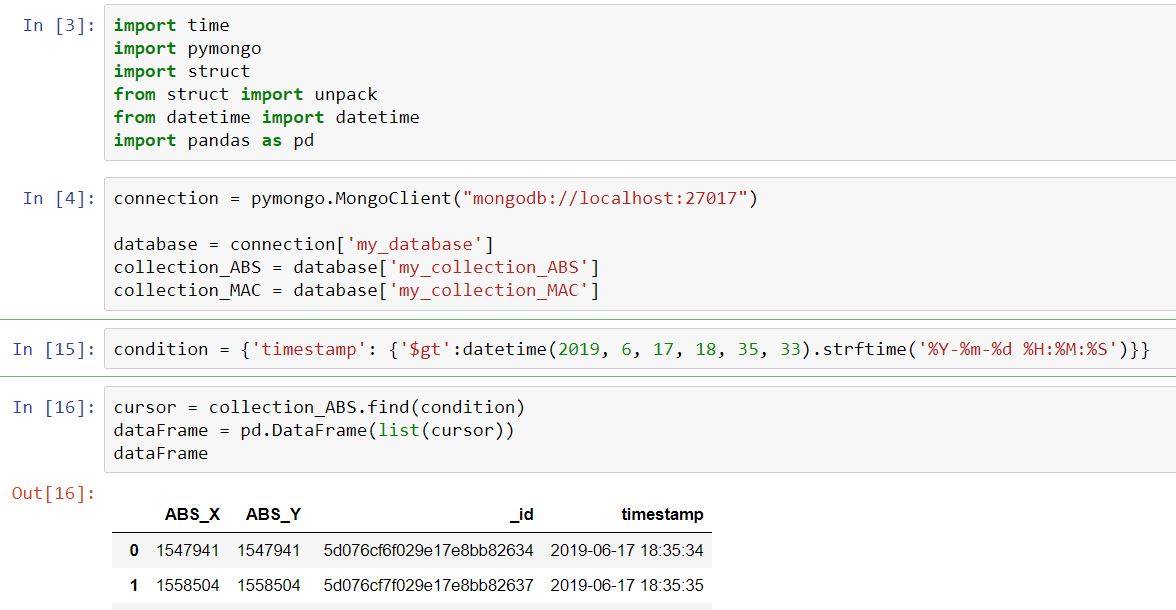 In [3]: import time
import pymongo
import struct
from struct import unpack
from datetime import datetime
import pandas as pd
In [4]: connection = pymongo.MongoClient("mongodb://localhost:27017")
database = connection['my_database']
collection_ABS = database['my_collection_ABS']
collection_MAC = database['my_collection_MAC']
In [15]: condition = {'timestamp': {'$gt':datetime(2019, 6, 17, 18, 35, 33).strftime('%Y-%m-%d %H:%M:%S')}}
In [16]: cursor = collection_ABS.find(condition)
dataFrame = pd.DataFrame(list(cursor))
dataFrame
Out[16]:
ABS_X ABS_Y _id timestamp
0 1547941 1547941 5d076cf6f029e17e8bb82634 2019-06-17 18:35:34
1 1558504 1558504 5d076cf7f029e17e8bb82637 2019-06-17 18:35:35